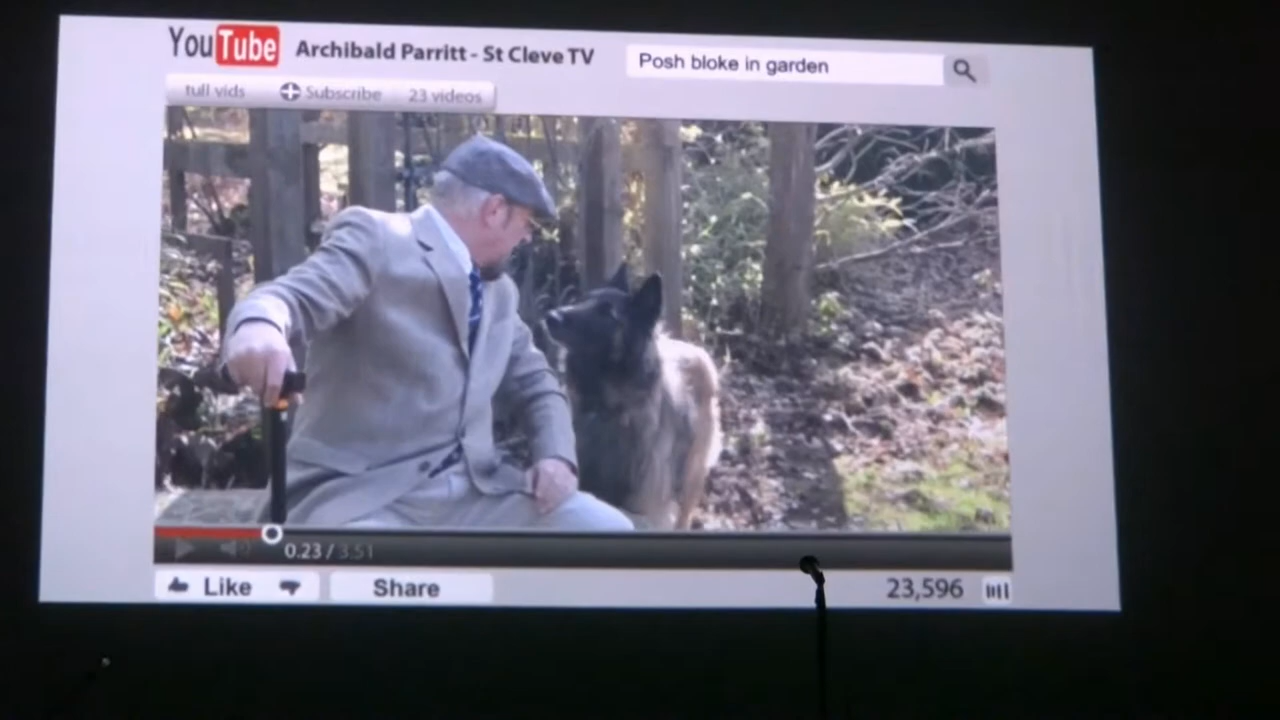 YouTube Archibald Parritt - St Cleve TV
Posh bloke in garden
tull vids Subscribe 23 videos
0.23 / 3.51
Like Share 23,596